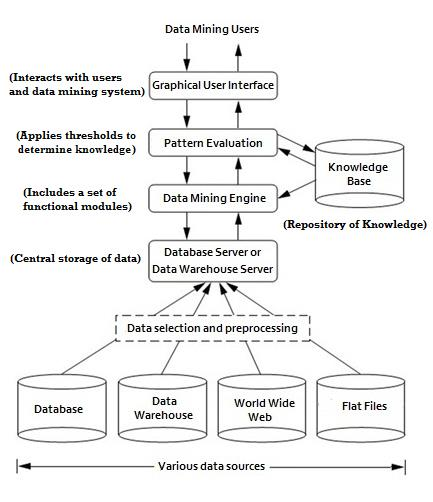 Data Mining Users
(Interacts with users
and data mining system)
Graphical User Interface
(Applies thresholds to
determine knowledge)
Pattern Evaluation
Knowledge
Base
(Includes a set of
functional modules)
Data Mining Engine
(Repository of Knowledge)
(Central storage of data)
Database Server or
Data Warehouse Server
Data selection and preprocessing
Database
Data
Warehouse
World Wide
Web
Flat Files
Various data sources